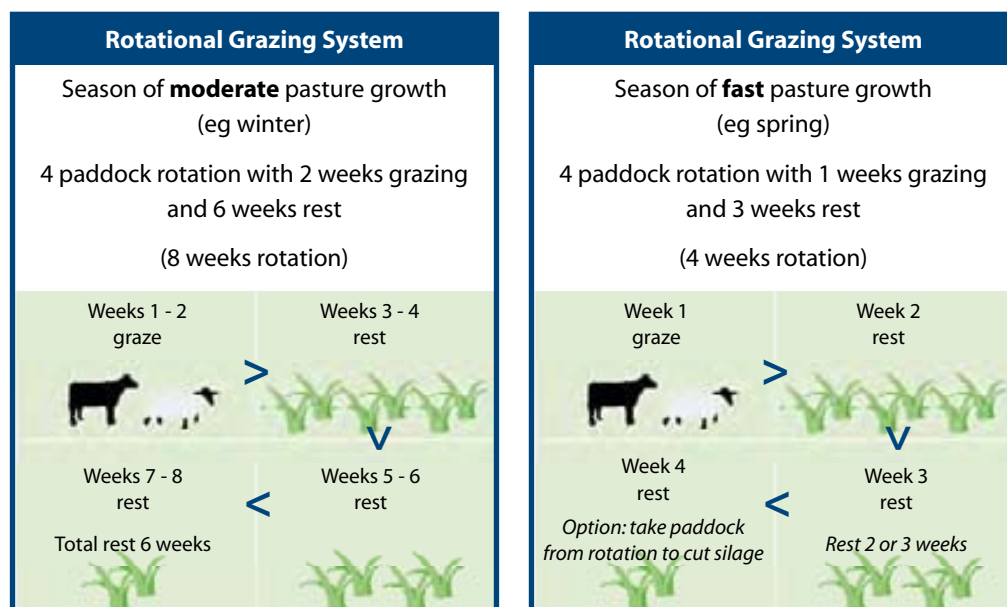 Rotational Grazing System
Season of moderate pasture growth
(eg winter)
4 paddock rotation with 2 weeks grazing
and 6 weeks rest
(8 weeks rotation)
Weeks 1 - 2
graze
>
Weeks 3 - 4
rest
>
Weeks 5 - 6
rest
<
Weeks 7 - 8
rest
Total rest 6 weeks
Rotational Grazing System
Season of fast pasture growth
(eg spring)
4 paddock rotation with 1 weeks grazing
and 3 weeks rest
(4 weeks rotation)
Week 1
graze
>
Week 2
rest
>
Week 3
rest
Rest 2 or 3 weeks
<
Week 4
rest
Option: take paddock
from rotation to cut silage